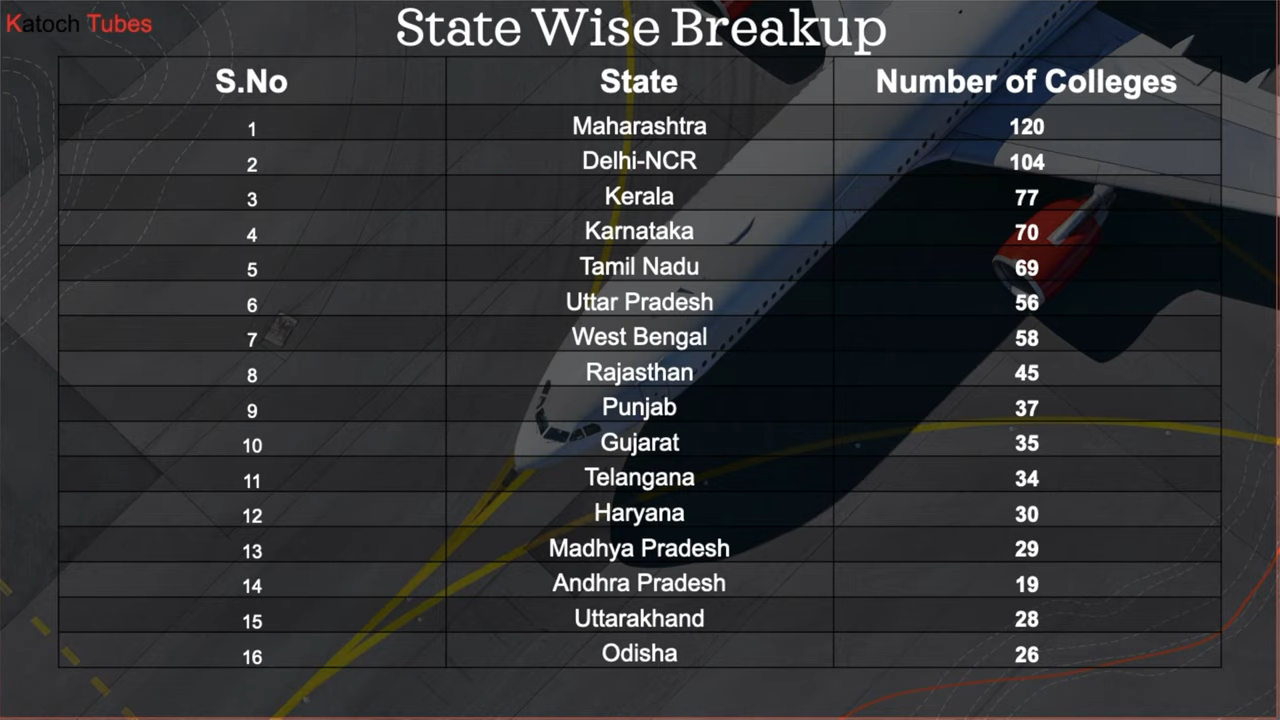 Katoch Tubes
State Wise Breakup
S.No State Number of Colleges
1 Maharashtra 120
2 Delhi-NCR 104
3 Kerala 77
4 Karnataka 70
5 Tamil Nadu 69
6 Uttar Pradesh 56
7 West Bengal 58
8 Rajasthan 45
9 Punjab 37
10 Gujarat 35
11 Telangana 34
12 Haryana 30
13 Madhya Pradesh 29
14 Andhra Pradesh 19
15 Uttarakhand 28
16 Odisha 26